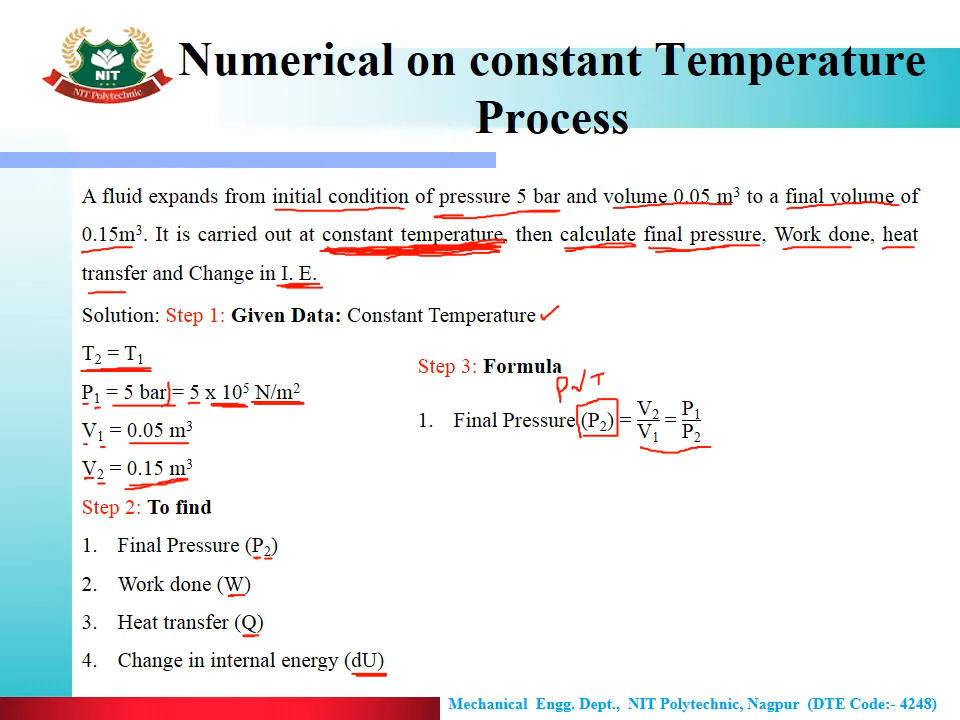 NIT
NIT Polytechnic
Numerical on constant Temperature
Process
A fluid expands from initial condition of pressure 5 bar and volume 0.05 m³ to a final volume of
0.15m³. It is carried out at constant temperature, then calculate final pressure, Work done, heat
transfer and Change in I. E.
Solution: Step 1: Given Data: Constant Temperature ✓
T₂ = T₁
P₁ = 5 bar = 5 x 10⁵ N/m²
V₁ = 0.05 m³
V₂ = 0.15 m³
Step 2: To find
1. Final Pressure (P₂)
2. Work done (W)
3. Heat transfer (Q)
4. Change in internal energy (dU)
Step 3: Formula
P V T
1. Final Pressure (P₂) = V₂/V₁ = P₁/P₂
Mechanical Engg. Dept., NIT Polytechnic, Nagpur (DTE Code:- 4248)